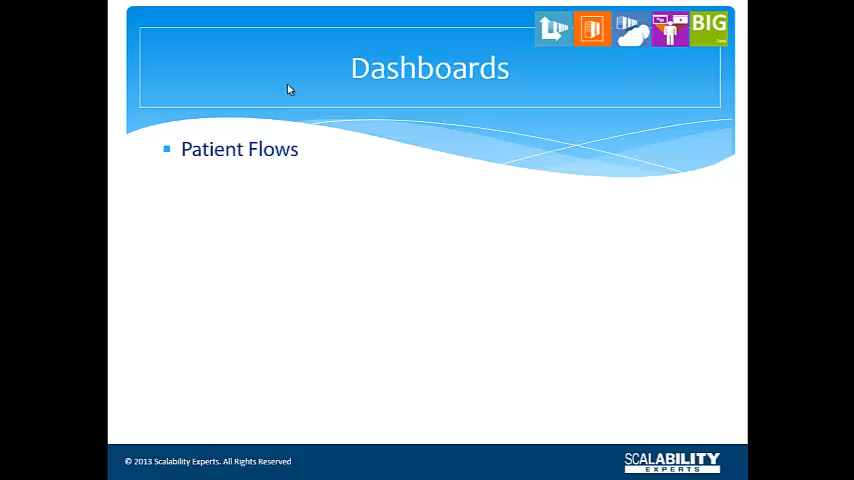 BIG
Dashboards
Patient Flows
© 2013 Scalability Experts. All Rights Reserved
SCALABILITY
EXPERTS